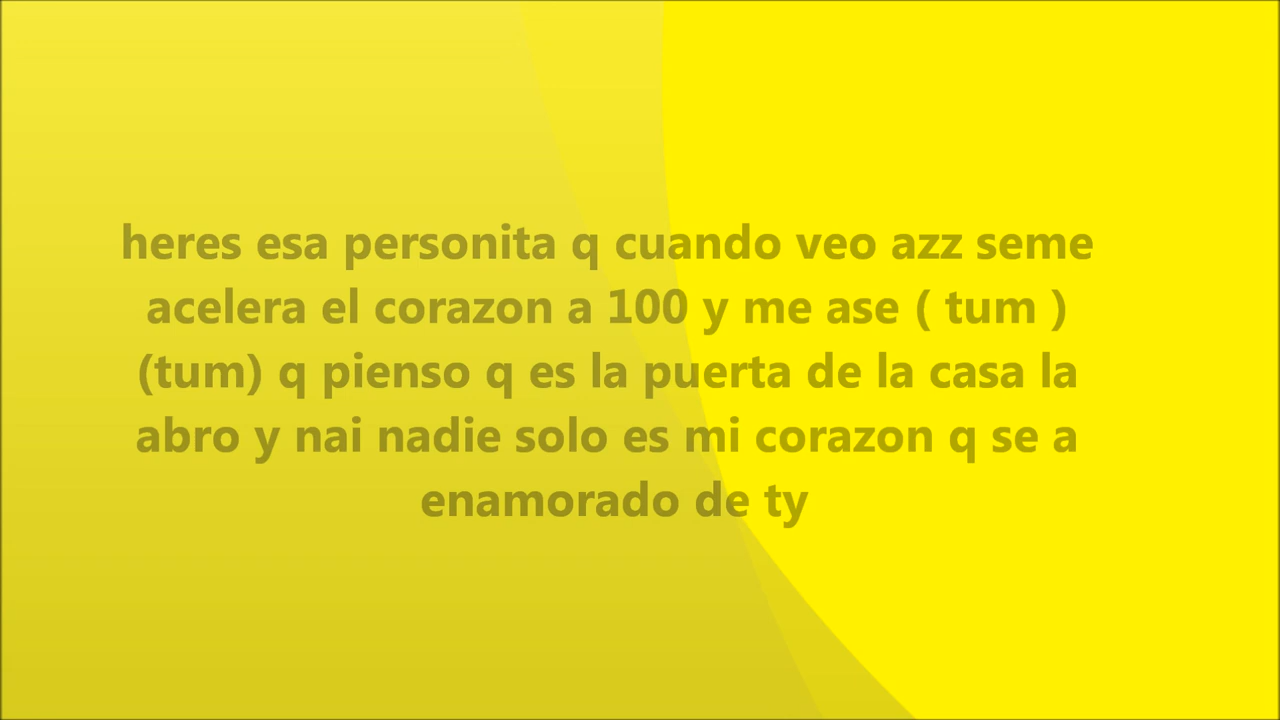 heres esa personita q cuando veo azz seme
acelera el corazon a 100 y me ase ( tum )
(tum) q pienso q es la puerta de la casa la
abro y nai nadie solo es mi corazon q se a
enamorado de ty